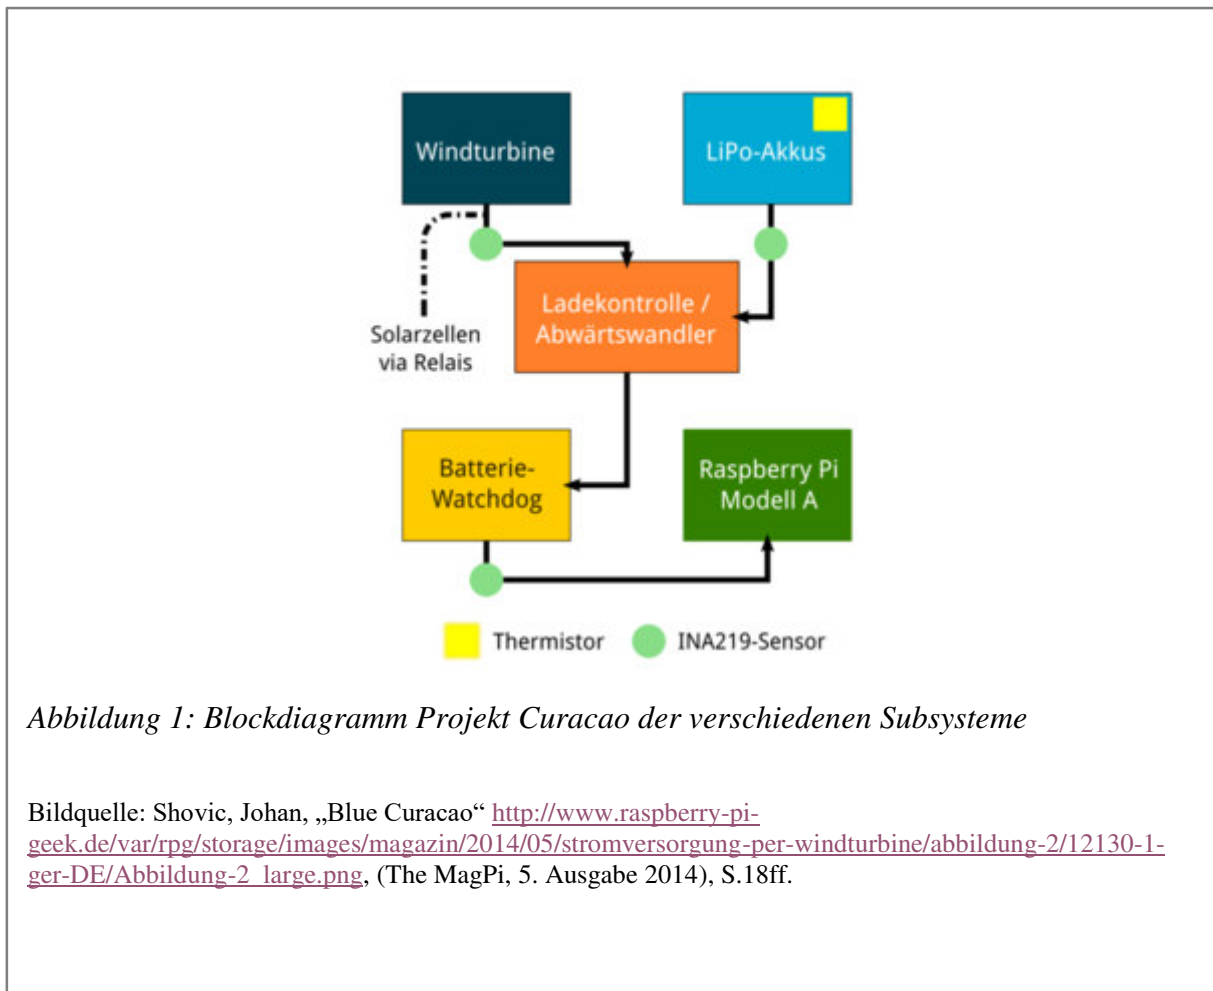 Windturbine
LiPo-Akkus
Ladekontrolle /
Abwärtswandler
Solarzellen
via Relais
Batterie-
Watchdog
Raspberry Pi
Modell A
Thermistor
INA219-Sensor
Abbildung 1: Blockdiagramm Projekt Curacao der verschiedenen Subsysteme
Bildquelle: Shovic, Johan, „Blue Curacao“ http://www.raspberry-pi-
geek.de/var/rpg/storage/images/magazin/2014/05/stromversorgung-per-windturbine/abbildung-2/12130-1-
ger-DE/Abbildung-2_large.png, (The MagPi, 5. Ausgabe 2014), S.18ff.